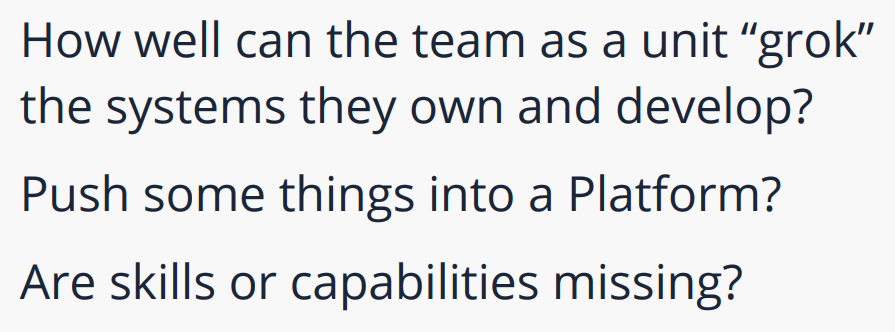 How well can the team as a unit “grok”
the systems they own and develop?
Push some things into a Platform?
Are skills or capabilities missing?